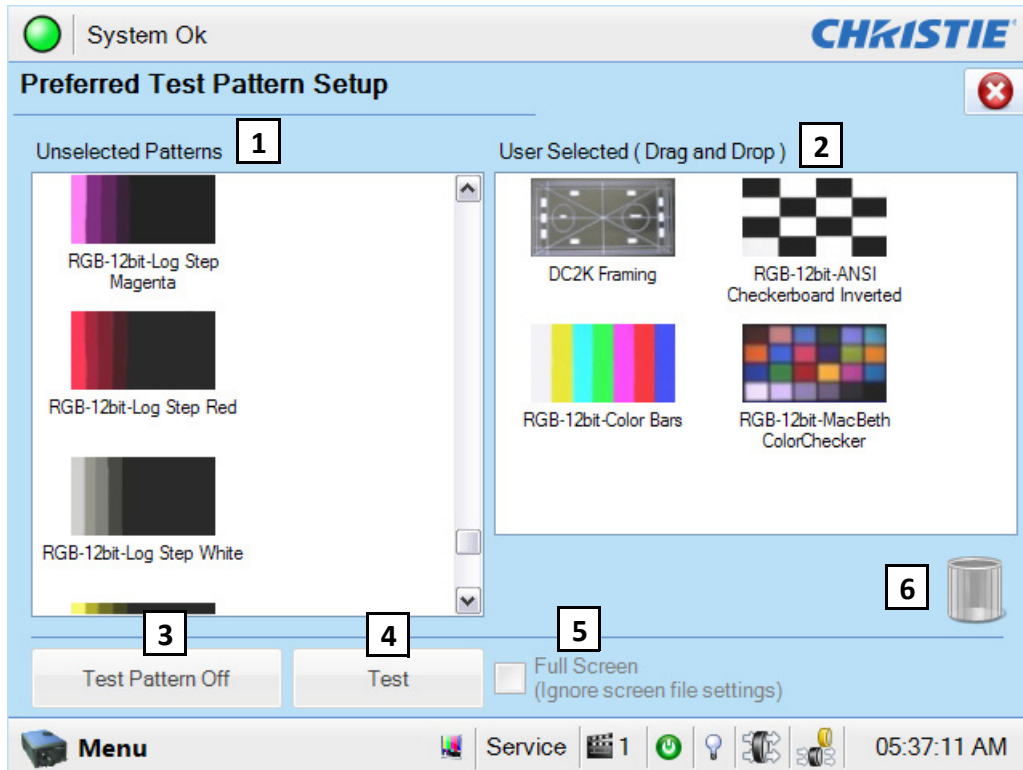 System Ok
CHRISTIE
Preferred Test Pattern Setup
Unselected Patterns
1
User Selected ( Drag and Drop )
2
RGB-12bit-Log Step
Magenta
RGB-12bit-Log Step Red
RGB-12bit-Log Step White
DC2K Framing
RGB-12bit-ANSI
Checkerboard Inverted
RGB-12bit-Color Bars
RGB-12bit-MacBeth
ColorChecker
6
3
4
5
Test Pattern Off
Test
Full Screen
(Ignore screen file settings)
Menu
Service
1
05:37:11 AM